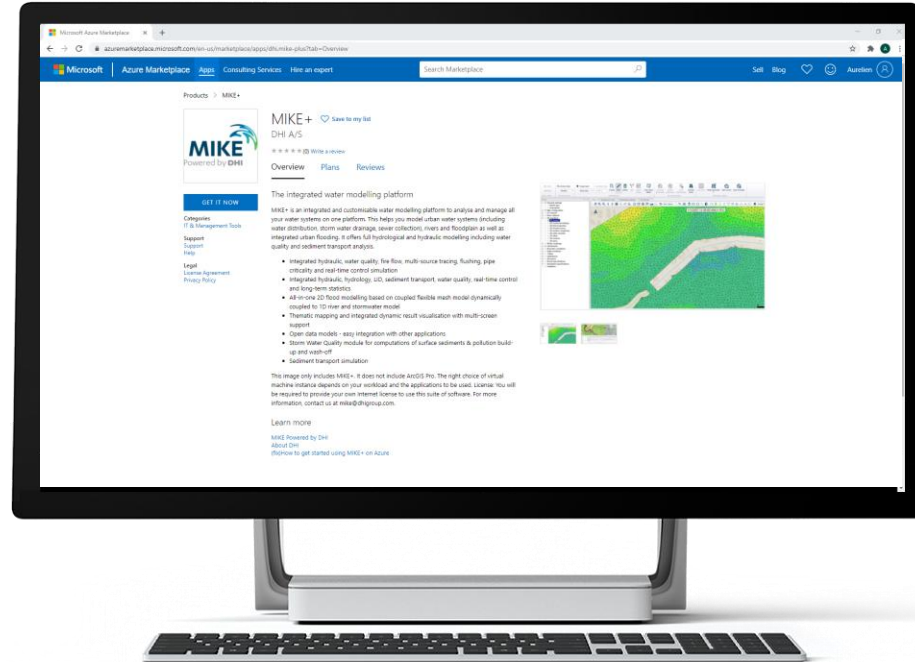 Microsoft Azure Marketplace
azuremarketplace.microsoft.com/en-us/marketplace/apps/dhi.mike-plus?tab=Overview
Microsoft Azure Marketplace Apps Consulting Services Hire an expert Search Marketplace Sell Blog Aurelien
Products > MIKE+
MIKE
Powered by DHI
MIKE+ Save to my list
DHI A/S
(0) Write a review
Overview Plans Reviews
GET IT NOW
Categories
IT & Management Tools
Support
Support
Help
Legal
License Agreement
Privacy Policy
The integrated water modelling platform
MIKE+ is an integrated and customisable water modelling platform to analyse and manage all
your water systems on one platform. This helps you model urban water systems (including
water distribution, storm water drainage, sewer collection), rivers and floodplain as well as
integrated urban flooding. It offers full hydrological and hydraulic modelling including water
quality and sediment transport analysis.
• Integrated hydraulic, water quality, fire flow, multi-source tracing, flushing, pipe
criticality and real-time control simulation
• Integrated hydraulic, hydrology, LID, sediment transport, water quality, real-time control
and long-term statistics
• All-in-one 2D flood modelling based on coupled flexible mesh model dynamically
coupled to 1D river and stormwater model
• Thematic mapping and integrated dynamic result visualisation with multi-screen
support
• Open data models - easy integration with other applications
• Storm Water Quality module for computations of surface sediments & pollution build-
up and wash-off
• Sediment transport simulation
This image only includes MIKE+. It does not include ArcGIS Pro. The right choice of virtual
machine instance depends on your workload and the applications to be used. License: You will
be required to provide your own Internet license to use this suite of software. For more
information, contact us at mike@dhigroup.com.
Learn more
MIKE Powered by DHI
About DHI
How to get started using MIKE+ on Azure